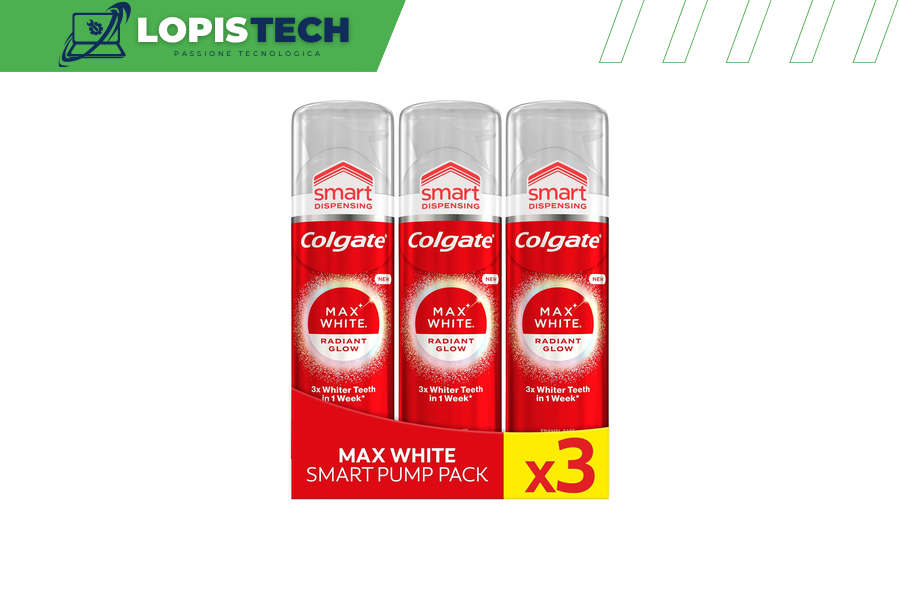 LOPISTECH
PASSIONE TECNOLOGICA
smart
DISPENSING
Colgate®
NEW
MAX
WHITE.
RADIANT
GLOW
3x Whiter Teeth
in 1 Week*
smart
DISPENSING
Colgate®
NEW
MAX
WHITE.
RADIANT
GLOW
3x Whiter Teeth
in 1 Week*
smart
DISPENSING
Colgate®
NEW
MAX
WHITE.
RADIANT
GLOW
3x Whiter Teeth
in 1 Week*
MAX WHITE
SMART PUMP PACK
x3